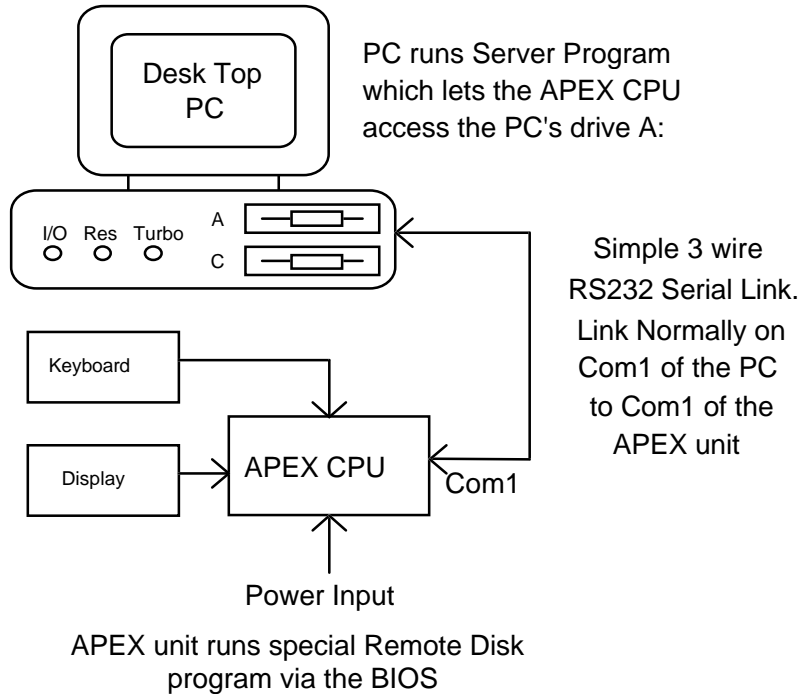 Desk Top
PC
PC runs Server Program
which lets the APEX CPU
access the PC's drive A:
I/O Res Turbo
A
C
Simple 3 wire
RS232 Serial Link.
Link Normally on
Com1 of the PC
to Com1 of the
APEX unit
Keyboard
Display
APEX CPU
Com1
Power Input
APEX unit runs special Remote Disk
program via the BIOS